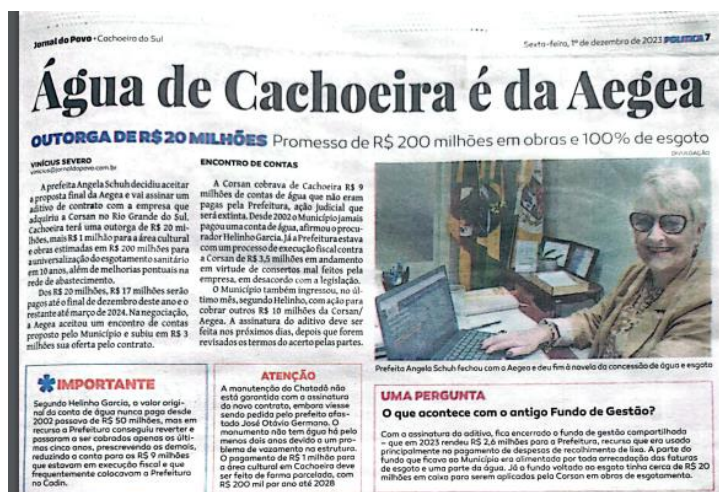 Jornal do Povo • Cachoeira do Sul
Sexta-feira, 1º de dezembro de 2023 POLÍTICA 7
Água de Cachoeira é da Aegea
OUTORGA DE R$ 20 MILHÕES Promessa de R$ 200 milhões em obras e 100% de esgoto
DIVULGAÇÃO
VINÍCIUS SEVERO
vinicius@jornaldopovo.com.br
A prefeita Angela Schuh decidiu aceitar
a proposta final da Aegea e vai assinar um
aditivo de contrato com a empresa que
adquiriu a Corsan no Rio Grande do Sul.
Cachoeira terá uma outorga de R$ 20 mi-
lhões, mais R$ 1 milhão para a área cultural
e obras estimadas em R$ 200 milhões para
a universalização do esgotamento sanitário
em 10 anos, além de melhorias pontuais na
rede de abastecimento.
Dos R$ 20 milhões, R$ 17 milhões serão
pagos até o final de dezembro deste ano e o
restante até março de 2024. Na negociação,
a Aegea aceitou um encontro de contas
proposto pelo Município e subiu em R$ 3
milhões sua oferta pelo contrato.
ENCONTRO DE CONTAS
A Corsan cobrava de Cachoeira R$ 9
milhões de contas de água que não eram
pagas pela Prefeitura, ação judicial que
será extinta. Desde 2002 o Município jamais
pagou uma conta de água, afirmou o procu-
rador Helinho Garcia. Já a Prefeitura estava
com um processo de execução fiscal contra
a Corsan de R$ 3,5 milhões em andamento
em virtude de consertos mal feitos pela
empresa, em desacordo com a legislação.
O Município também ingressou, no úl-
timo mês, segundo Helinho, com ação para
cobrar outros R$ 10 milhões da Corsan/
Aegea. A assinatura do aditivo deve ser
feita nos próximos dias, depois que forem
revisados os termos do acerto pelas partes.
Prefeita Angela Schuh fechou com a Aegea e deu fim à novela da concessão de água e esgoto
*IMPORTANTE
Segundo Helinho Garcia, o valor origi-
nal da conta de água nunca paga desde
2002 passava de R$ 50 milhões, mas em
recurso a Prefeitura conseguiu reverter e
passaram a ser cobradas apenas os últi-
mos cinco anos, prescrevendo as demais,
reduzindo a conta para os R$ 9 milhões
que estavam em execução fiscal e que
frequentemente colocavam a Prefeitura
no Cadin.
ATENÇÃO
A manutenção do Chatodô não
está garantida com a assinatura
do novo contrato, embora viesse
sendo pedida pelo prefeito afas-
tado José Otávio Germano. O
monumento não tem água há pelo
menos dois anos devido a um pro-
blema de vazamento na estrutura.
O pagamento de R$ 1 milhão para
a área cultural em Cachoeira deve
ser feito de forma parcelada, com
R$ 200 mil por ano até 2028
UMA PERGUNTA
O que acontece com o antigo Fundo de Gestão?
Com a assinatura do aditivo, fica encerrado o fundo de gestão compartilhada
– que em 2023 rendeu R$ 2,6 milhões para a Prefeitura, recurso que era usado
principalmente no pagamento de despesas de recolhimento de lixo. A parte do
fundo que ficava ao Município era alimentada por toda arrecadação das faturas
de esgoto e uma parte da água. Já o fundo voltado ao esgoto tinha cerca de R$ 20
milhões em caixa para serem aplicados pela Corsan em obras de esgotamento.